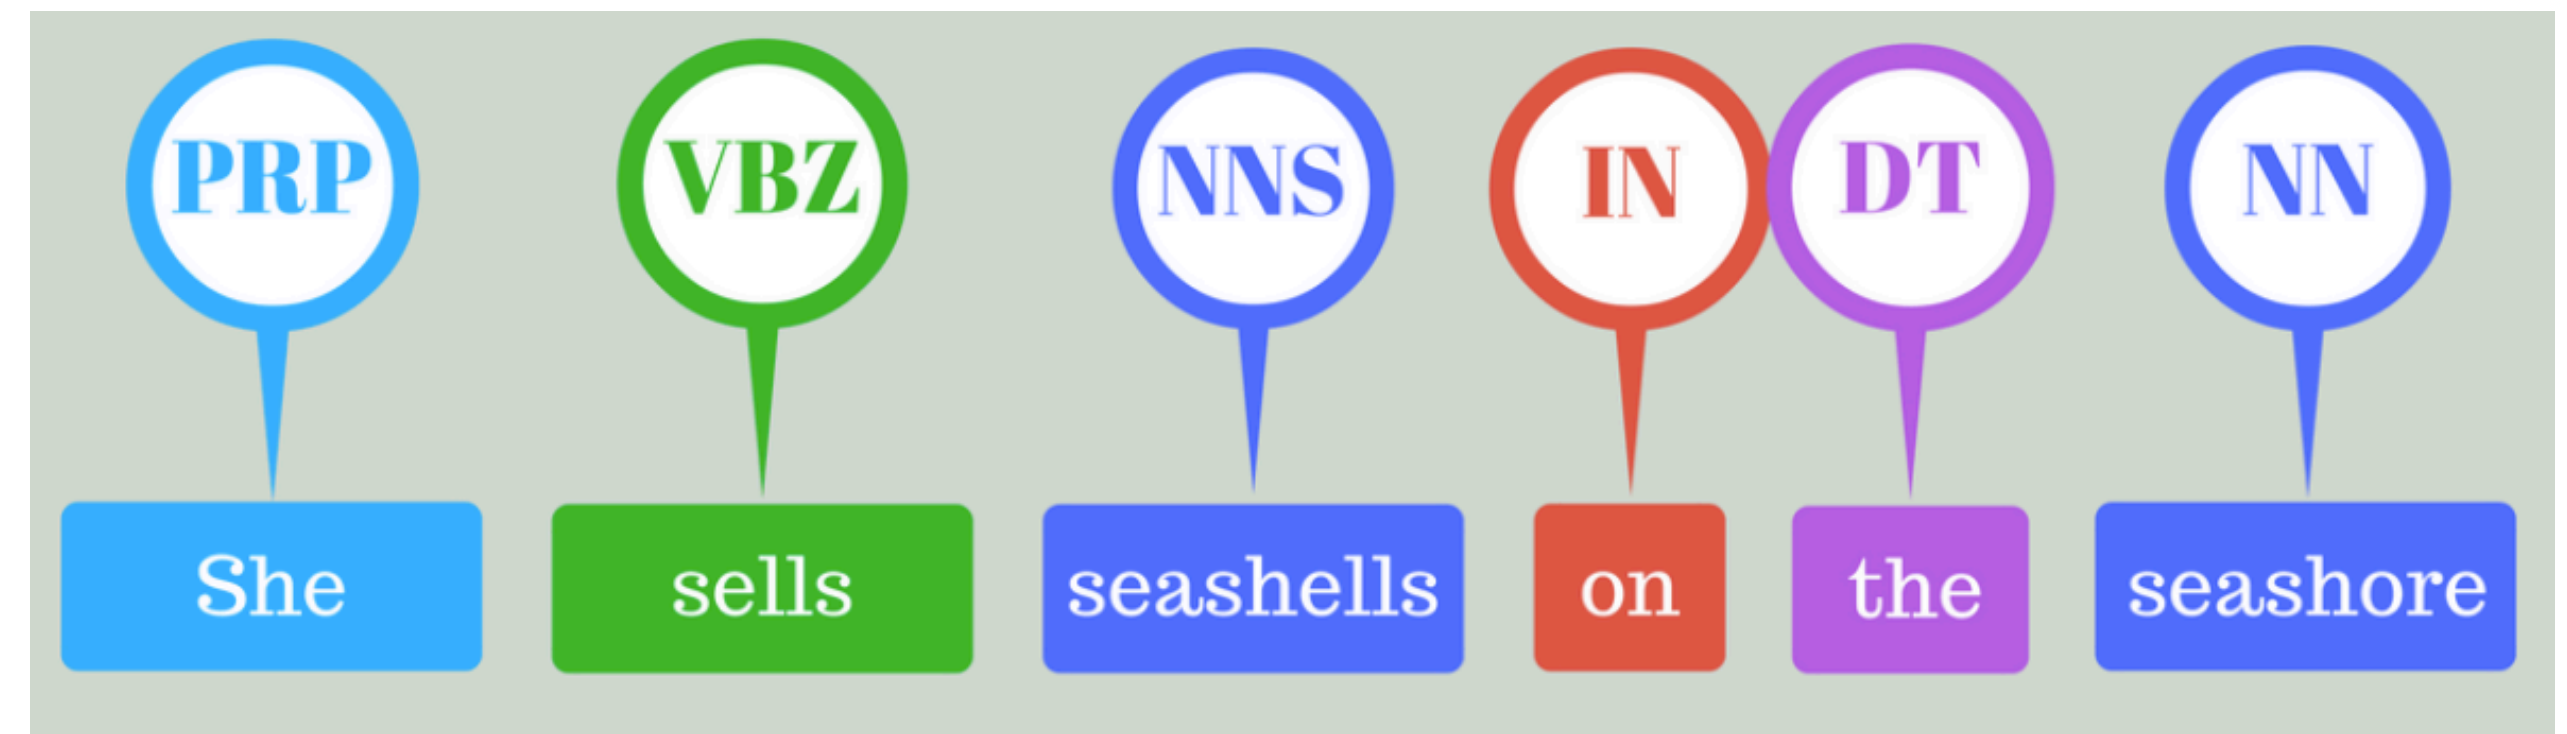 PRP VBZ NNS IN DT NN
She sells seashells on the seashore